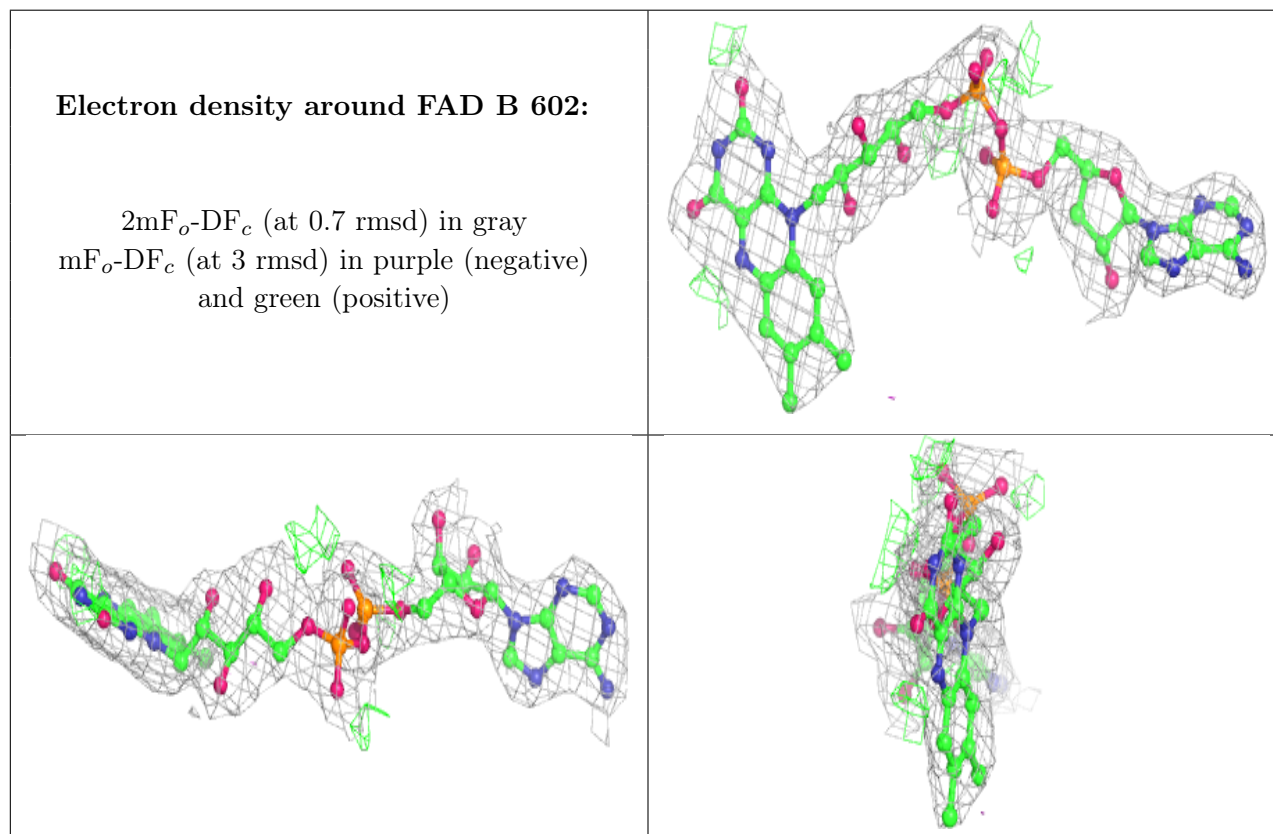 Electron density around FAD B 602:
2mFo-DFc (at 0.7 rmsd) in gray
mFo-DFc (at 3 rmsd) in purple (negative)
and green (positive)